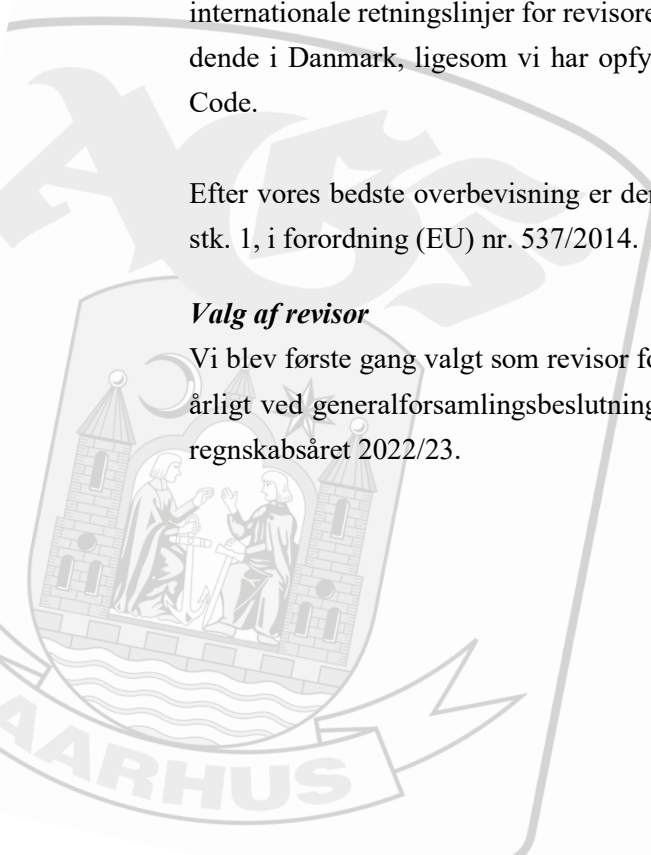 internationale retningslinjer for revisore
dende i Danmark, ligesom vi har opfy
Code.
Efter vores bedste overbevisning er der
stk. 1, i forordning (EU) nr. 537/2014.
Valg af revisor
Vi blev første gang valgt som revisor fo
årligt ved generalforsamlingsbeslutning
regnskabsåret 2022/23.
AGF
AARHUS